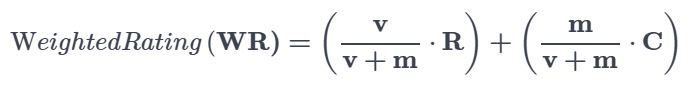 WeightedRating (WR) = (v/(v + m) · R) + (m/(v + m) · C)